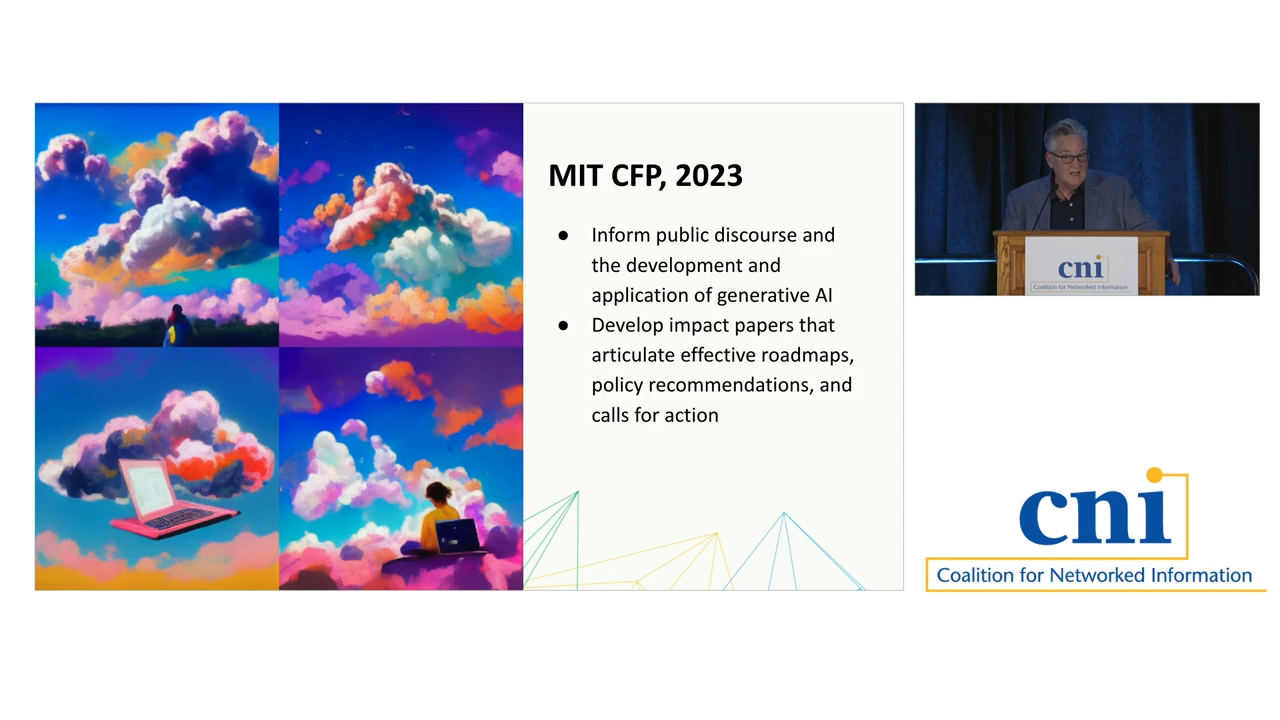 MIT CFP, 2023
● Inform public discourse and
the development and
application of generative AI
● Develop impact papers that
articulate effective roadmaps,
policy recommendations, and
calls for action
cni
Coalition for Networked Information
cni
Coalition for Networked Information